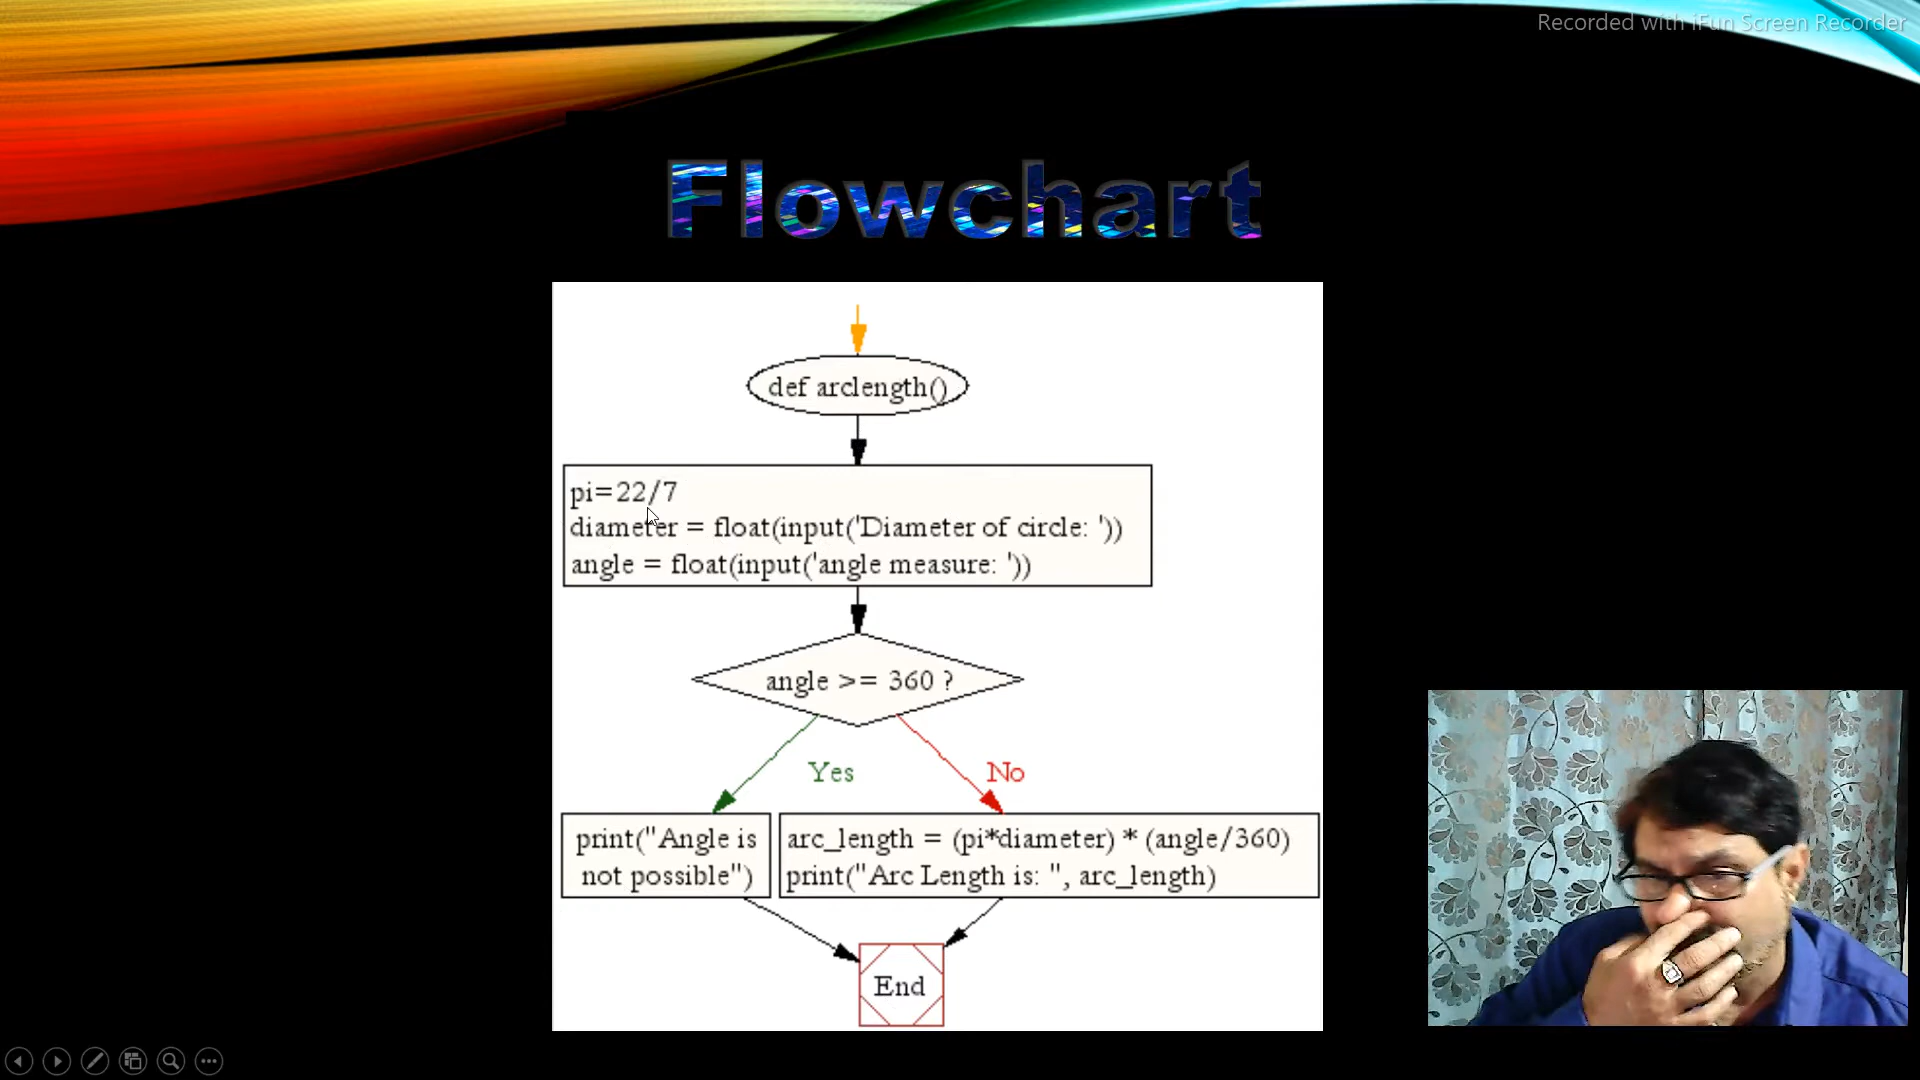 Recorded with iFun Screen Recorder
Flowchart
def arclength()
pi=22/7
diameter = float(input('Diameter of circle: '))
angle = float(input('angle measure: '))
angle >= 360 ?
Yes
No
print("Angle is
not possible")
arc_length = (pi*diameter) * (angle/360)
print("Arc Length is: ", arc_length)
End